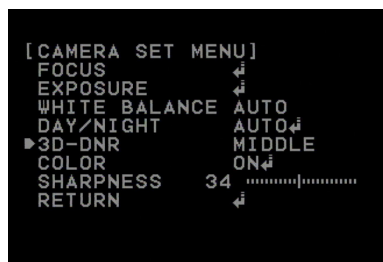 [CAMERA SET MENU]
FOCUS ↲
EXPOSURE ↲
WHITE BALANCE AUTO
DAY/NIGHT AUTO↲
3D-DNR MIDDLE
COLOR ON↲
SHARPNESS 34
RETURN ↲